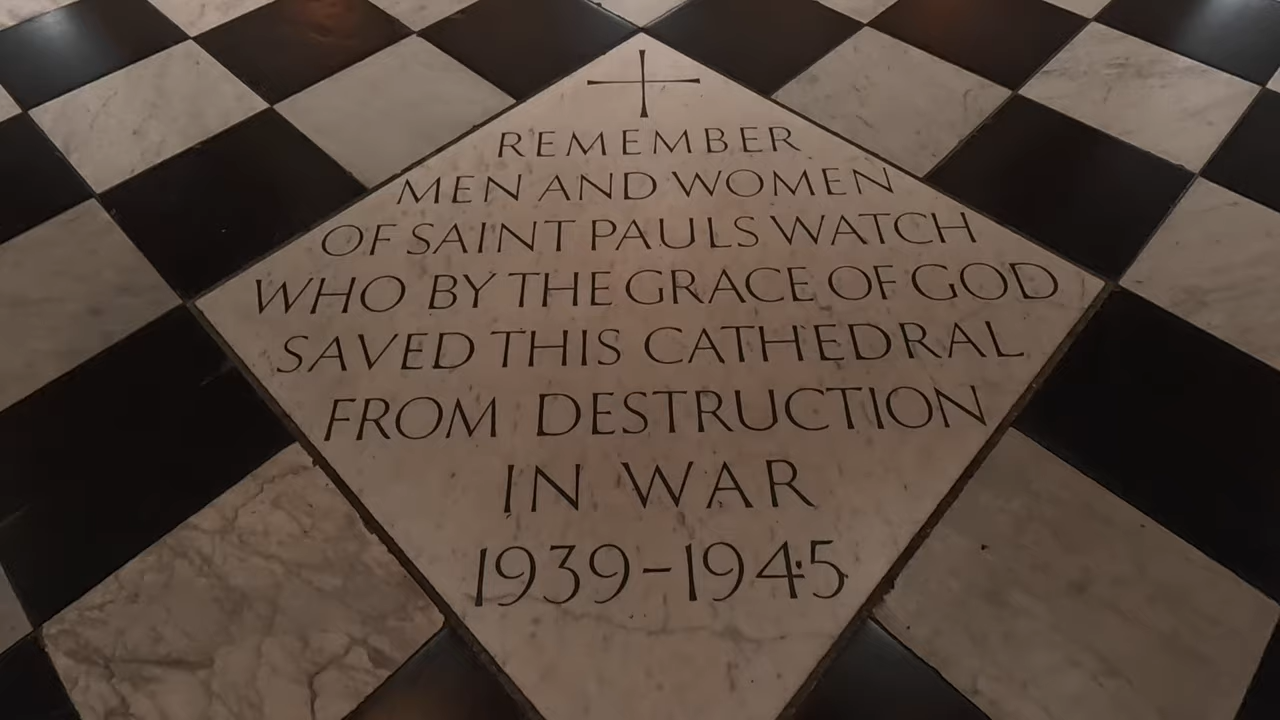 REMEMBER
MEN AND WOMEN
OF SAINT PAULS WATCH
WHO BY THE GRACE OF GOD
SAVED THIS CATHEDRAL
FROM DESTRUCTION
IN WAR
1939-1945